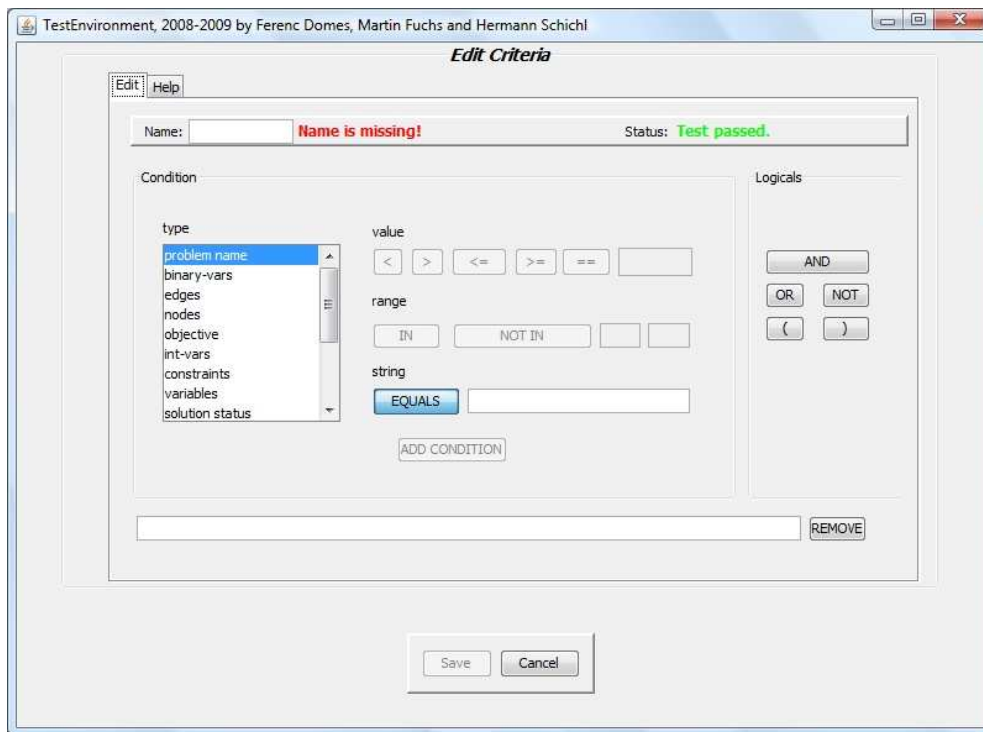 TestEnvironment, 2008-2009 by Ferenc Domes, Martin Fuchs and Hermann Schichl
Edit Criteria
Edit Help
Name: Name is missing! Status: Test passed.
Condition
Logicals
type
problem name
binary-vars
edges
nodes
objective
int-vars
constraints
variables
solution status
value
< > <= >= ==
range
IN NOT IN
string
EQUALS
ADD CONDITION
AND
OR NOT
( )
REMOVE
Save Cancel